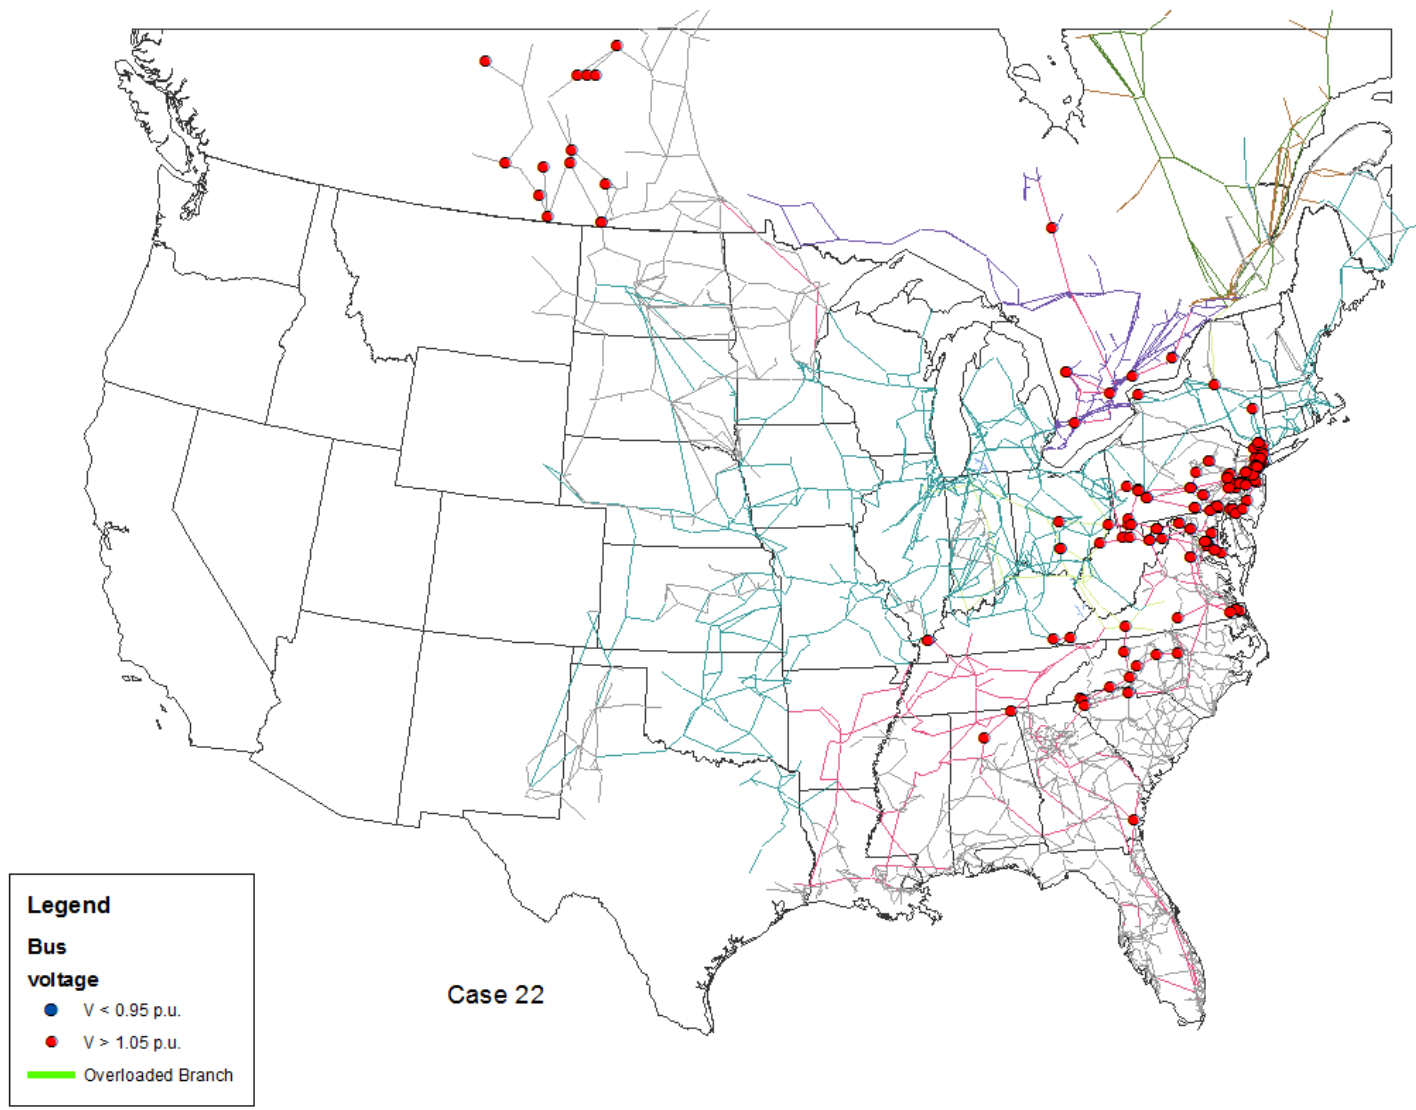 Case 22
Legend
Bus
voltage
V < 0.95 p.u.
V > 1.05 p.u.
Overloaded Branch